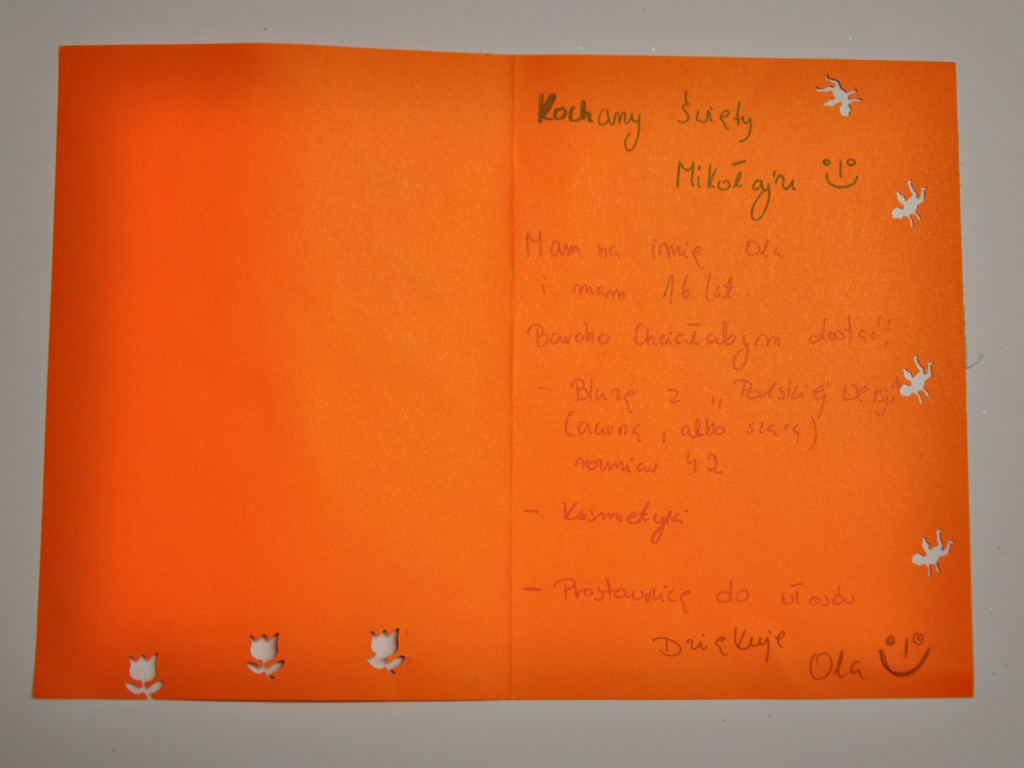 Kochany Święty
Mikołaju
Mam na imię Ola
i mam 16 lat.
Bardzo Chciałabym dostać!!
- Bluzę z „Polskiej Wersji"
(czarną, albo szarą)
rozmiar 42
- Kosmetyki
- Prostownicę do włosów
Dziękuje
Ola